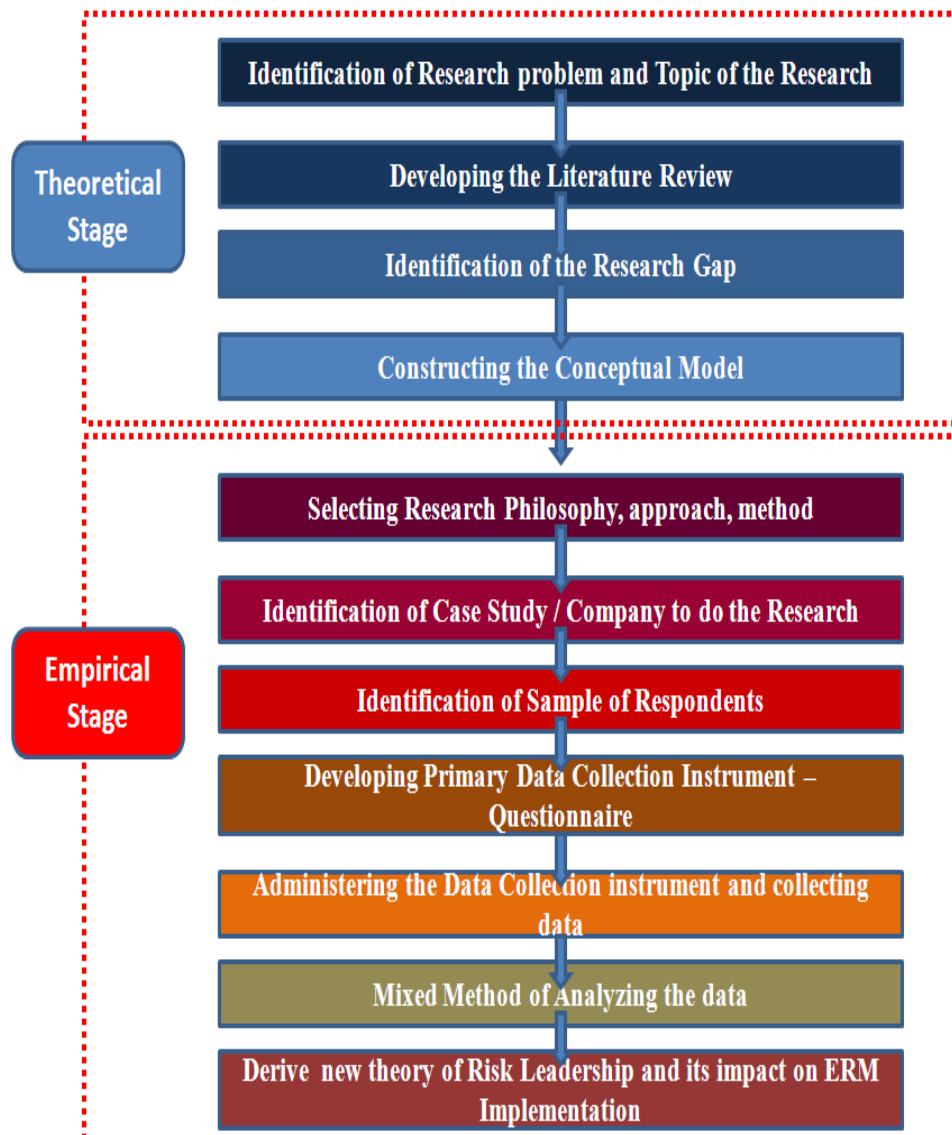 Identification of Research problem and Topic of the Research
Developing the Literature Review
Theoretical
Stage
Identification of the Research Gap
Constructing the Conceptual Model
Selecting Research Philosophy, approach, method
Identification of Case Study / Company to do the Research
Empirical
Stage
Identification of Sample of Respondents
Developing Primary Data Collection Instrument –
Questionnaire
Administering the Data Collection instrument and collecting
data
Mixed Method of Analyzing the data
Derive new theory of Risk Leadership and its impact on ERM
Implementation